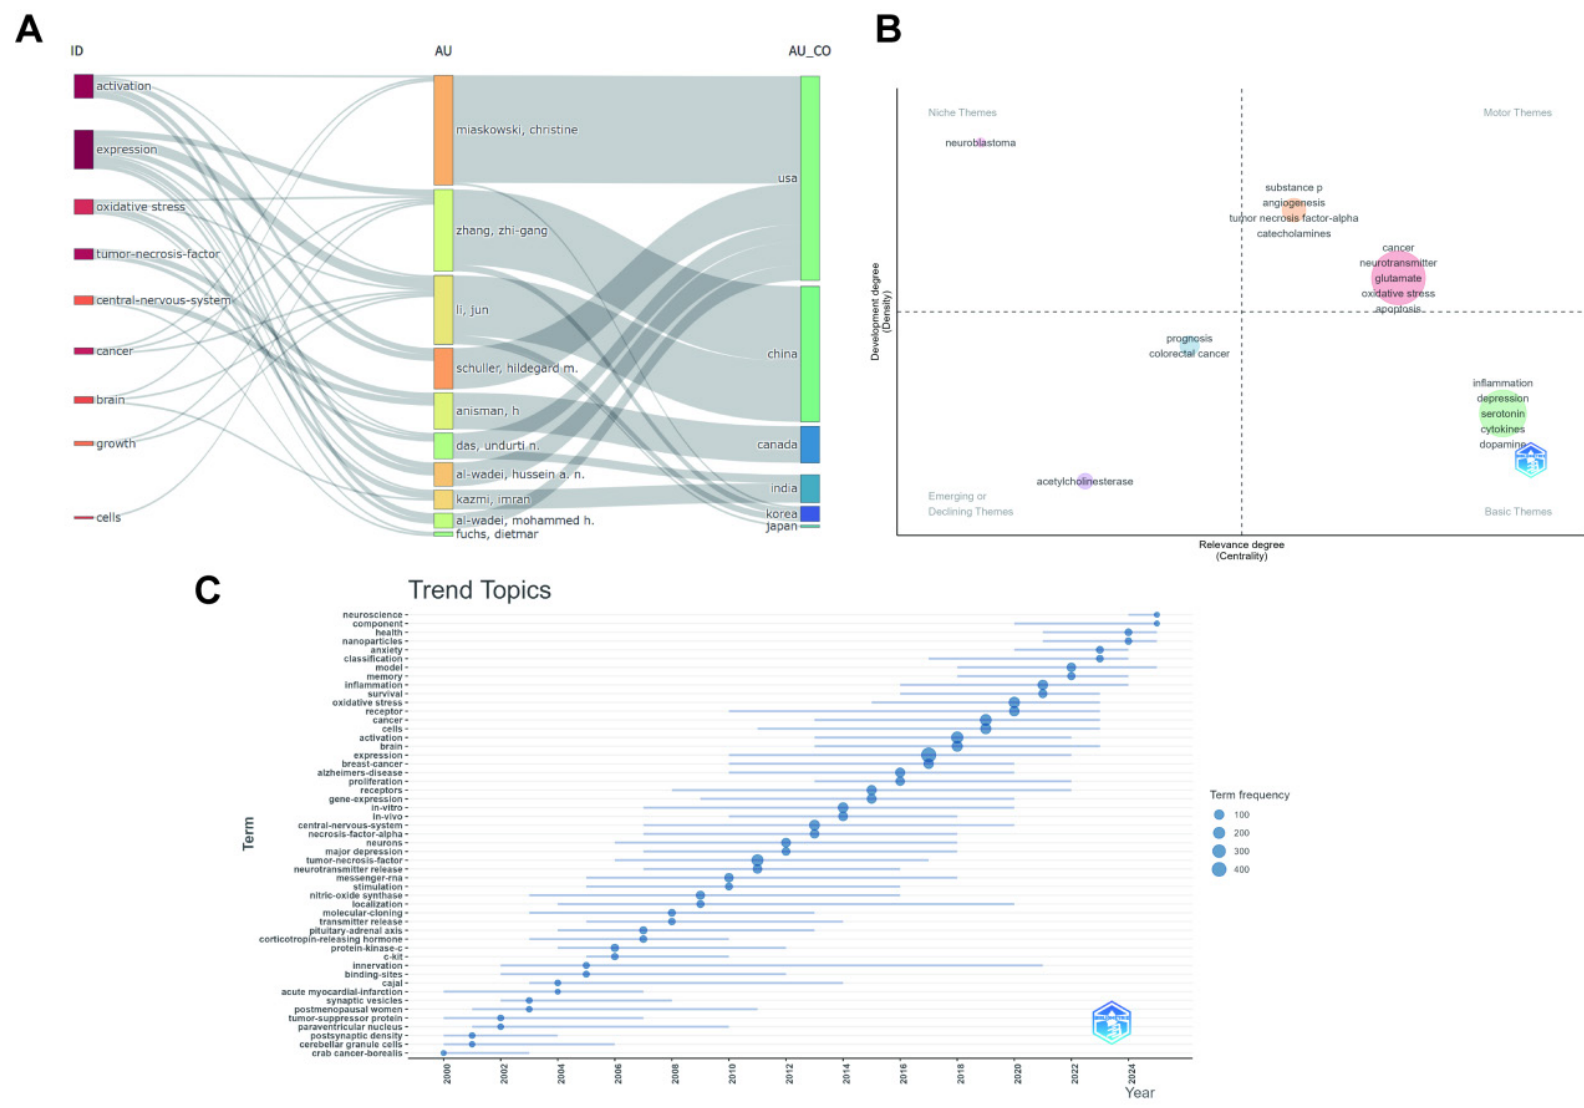 A
ID
AU
AU_CO
activation
expression
oxidative stress
tumor-necrosis-factor
central-nervous-system
cancer
brain
growth
cells
miaskowski, christine
zhang, zhi-gang
li, jun
schuller, hildegard m.
anisman, h
das, undurti n.
al-wadei, hussein a. n.
kazmi, imran
al-wadei, mohammed h.
fuchs, dietmar
usa
china
canada
india
korea
japan
B
Niche Themes
Motor Themes
neuroblastoma
substance p
angiogenesis
tumor necrosis factor-alpha
catecholamines
cancer
neurotransmitter
glutamate
oxidative stress
apoptosis
prognosis
colorectal cancer
inflammation
depression
serotonin
cytokines
dopamine
acetylcholinesterase
Emerging or
Declining Themes
Basic Themes
Development degree
(Density)
Relevance degree
(Centrality)
C
Trend Topics
neuroscience
component
health
nanoparticles
anxiety
classification
model
memory
inflammation
survival
oxidative stress
receptor
cancer
cells
activation
brain
expression
breast-cancer
alzheimers-disease
proliferation
receptors
gene-expression
in-vitro
in-vivo
central-nervous-system
necrosis-factor-alpha
neurons
major depression
tumor-necrosis-factor
neurotransmitter release
messenger-rna
stimulation
nitric-oxide synthase
localization
molecular-cloning
transmitter release
pituitary-adrenal axis
corticotropin-releasing hormone
protein-kinase-c
c-kit
innervation
binding-sites
cajal
acute myocardial-infarction
synaptic vesicles
postmenopausal women
tumor-suppressor protein
paraventricular nucleus
postsynaptic density
cerebellar granule cells
crab cancer-borealis
Term
2000
2002
2004
2006
2008
2010
2012
2014
2016
2018
2020
2022
2024
Year
Term frequency
100
200
300
400